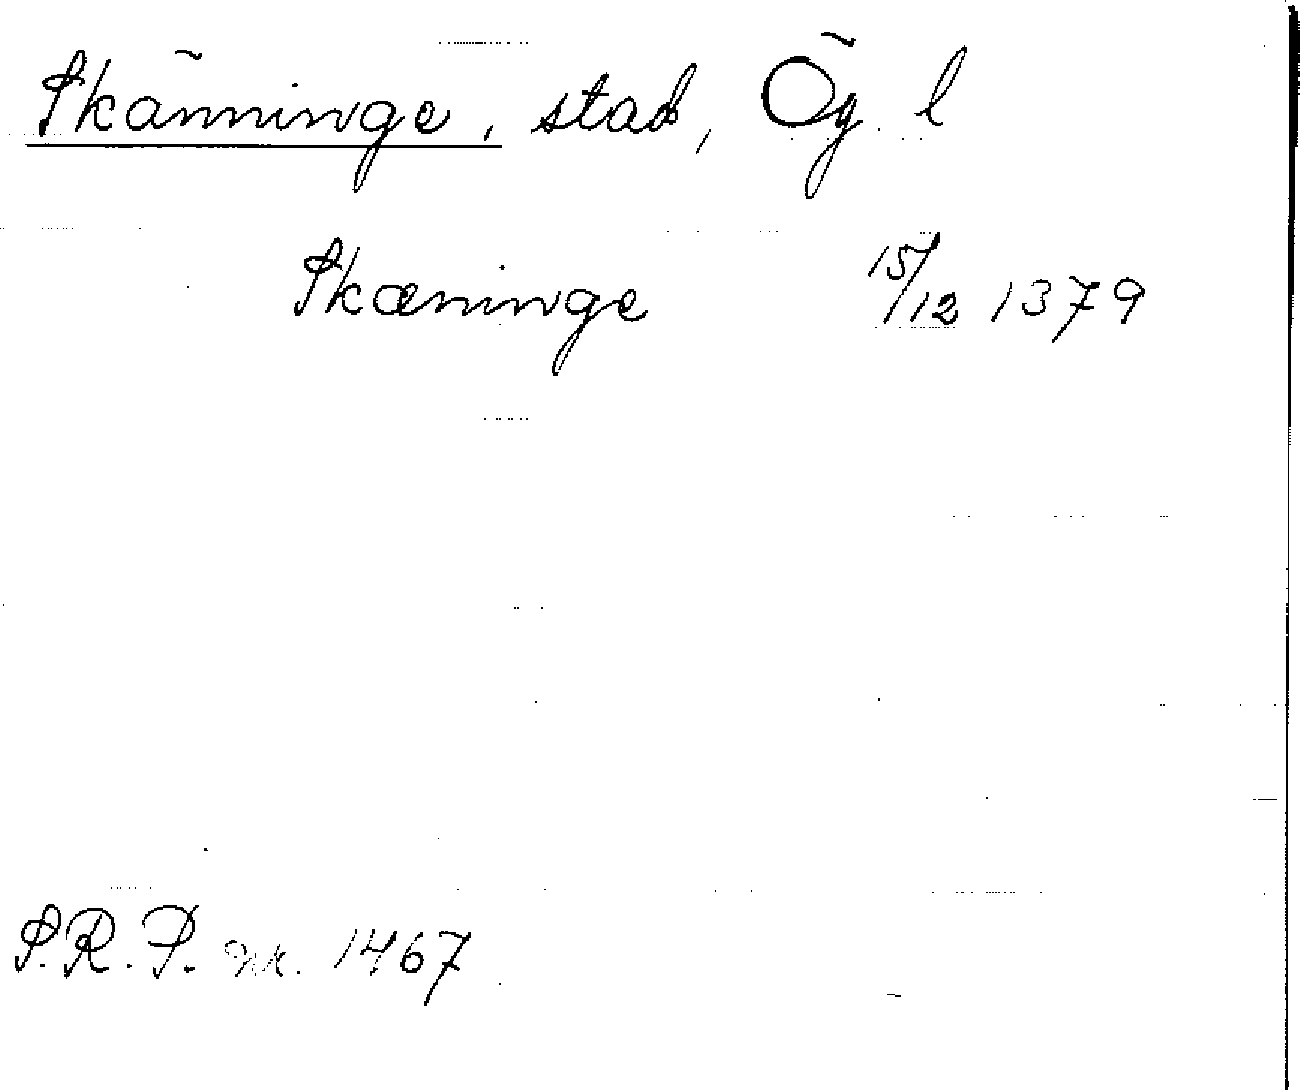 Skänninge, stad, Ög l
Skæninge 15/12 1379
S.R.P. nr. 1467